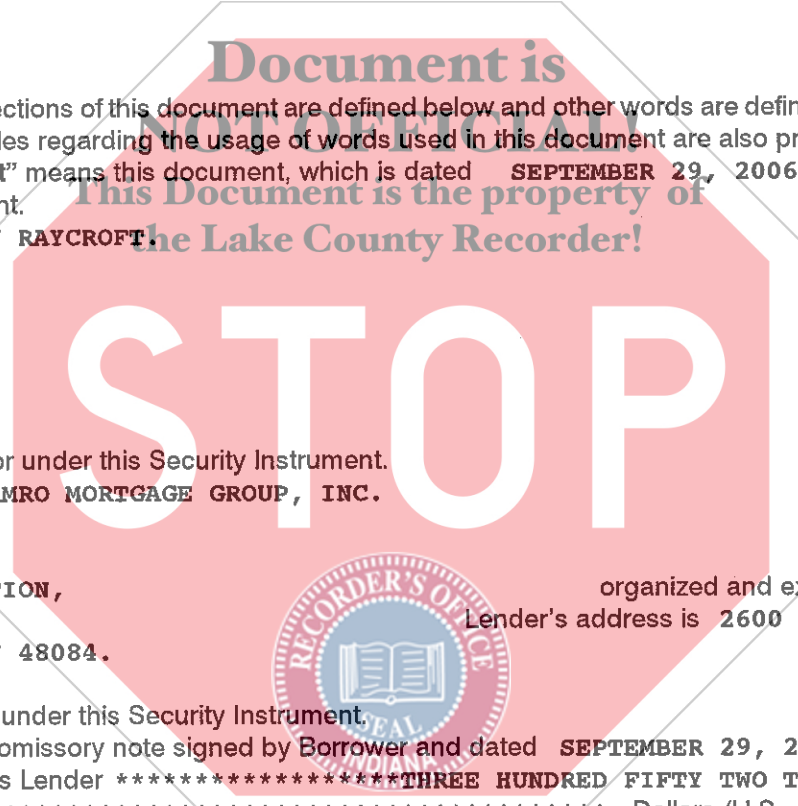 Document is
ections of this document are defined below and other words are defin
NOT OFFICIAL!
les regarding the usage of words used in this document are also pr
t” means this document, which is dated SEPTEMBER 29, 2006
This Document is the property of
nt.
RAYCROFT.
the Lake County Recorder!
STOP
or under this Security Instrument.
MRO MORTGAGE GROUP, INC.
TION,
organized and ex
RECORDER'S OFFICE
Lender's address is 2600
48084.
under this Security Instrument.
SEAL
omissory note signed by Borrower and dated SEPTEMBER 29, 2
INDIANA
s Lender ******************THREE HUNDRED FIFTY TWO T
Dollars (U.S.